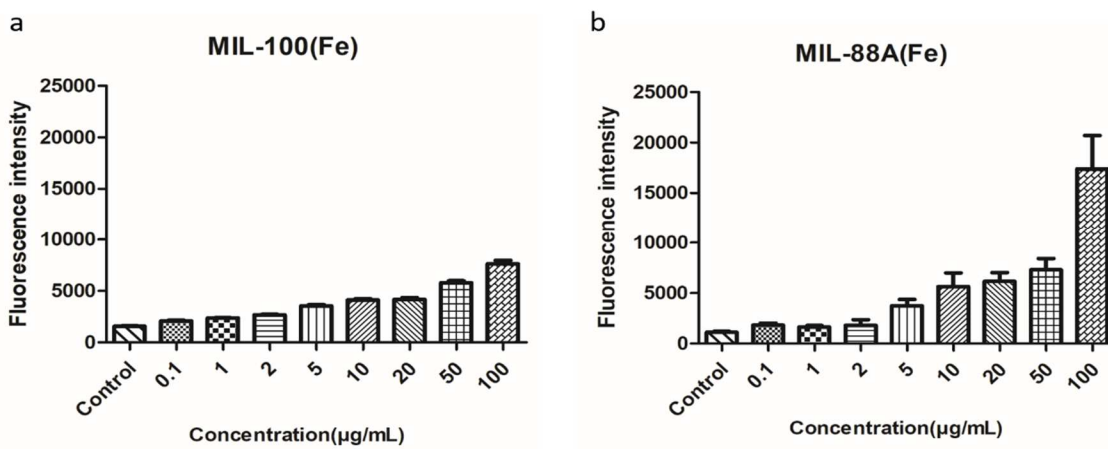 a
MIL-100(Fe)
Fluorescence intensity
25000
20000
15000
10000
5000
0
Control
0.1
1
2
5
10
20
50
100
Concentration(µg/mL)
b
MIL-88A(Fe)
Fluorescence intensity
25000
20000
15000
10000
5000
0
Control
0.1
1
2
5
10
20
50
100
Concentration(µg/mL)